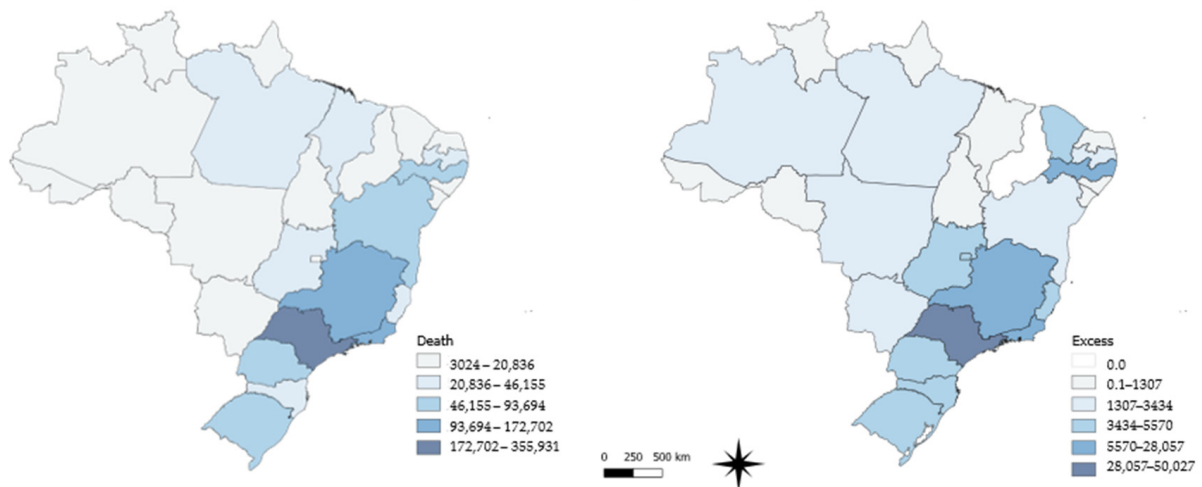 Death
3024 – 20,836
20,836 – 46,155
46,155 – 93,694
93,694 – 172,702
172,702 – 355,931
0 250 500 km
Excess
0.0
0.1–1307
1307–3434
3434–5570
5570–28,057
28,057–50,027